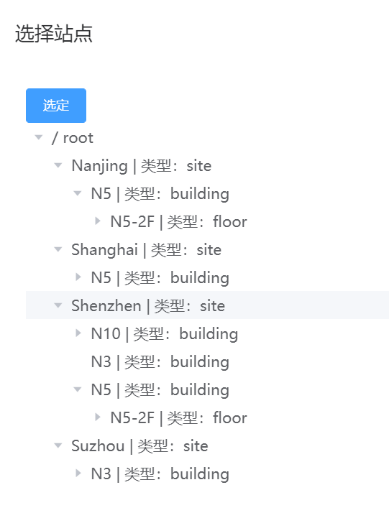 选择站点
选定
/ root
Nanjing | 类型：site
N5 | 类型：building
N5-2F | 类型：floor
Shanghai | 类型：site
N5 | 类型：building
Shenzhen | 类型：site
N10 | 类型：building
N3 | 类型：building
N5 | 类型：building
N5-2F | 类型：floor
Suzhou | 类型：site
N3 | 类型：building